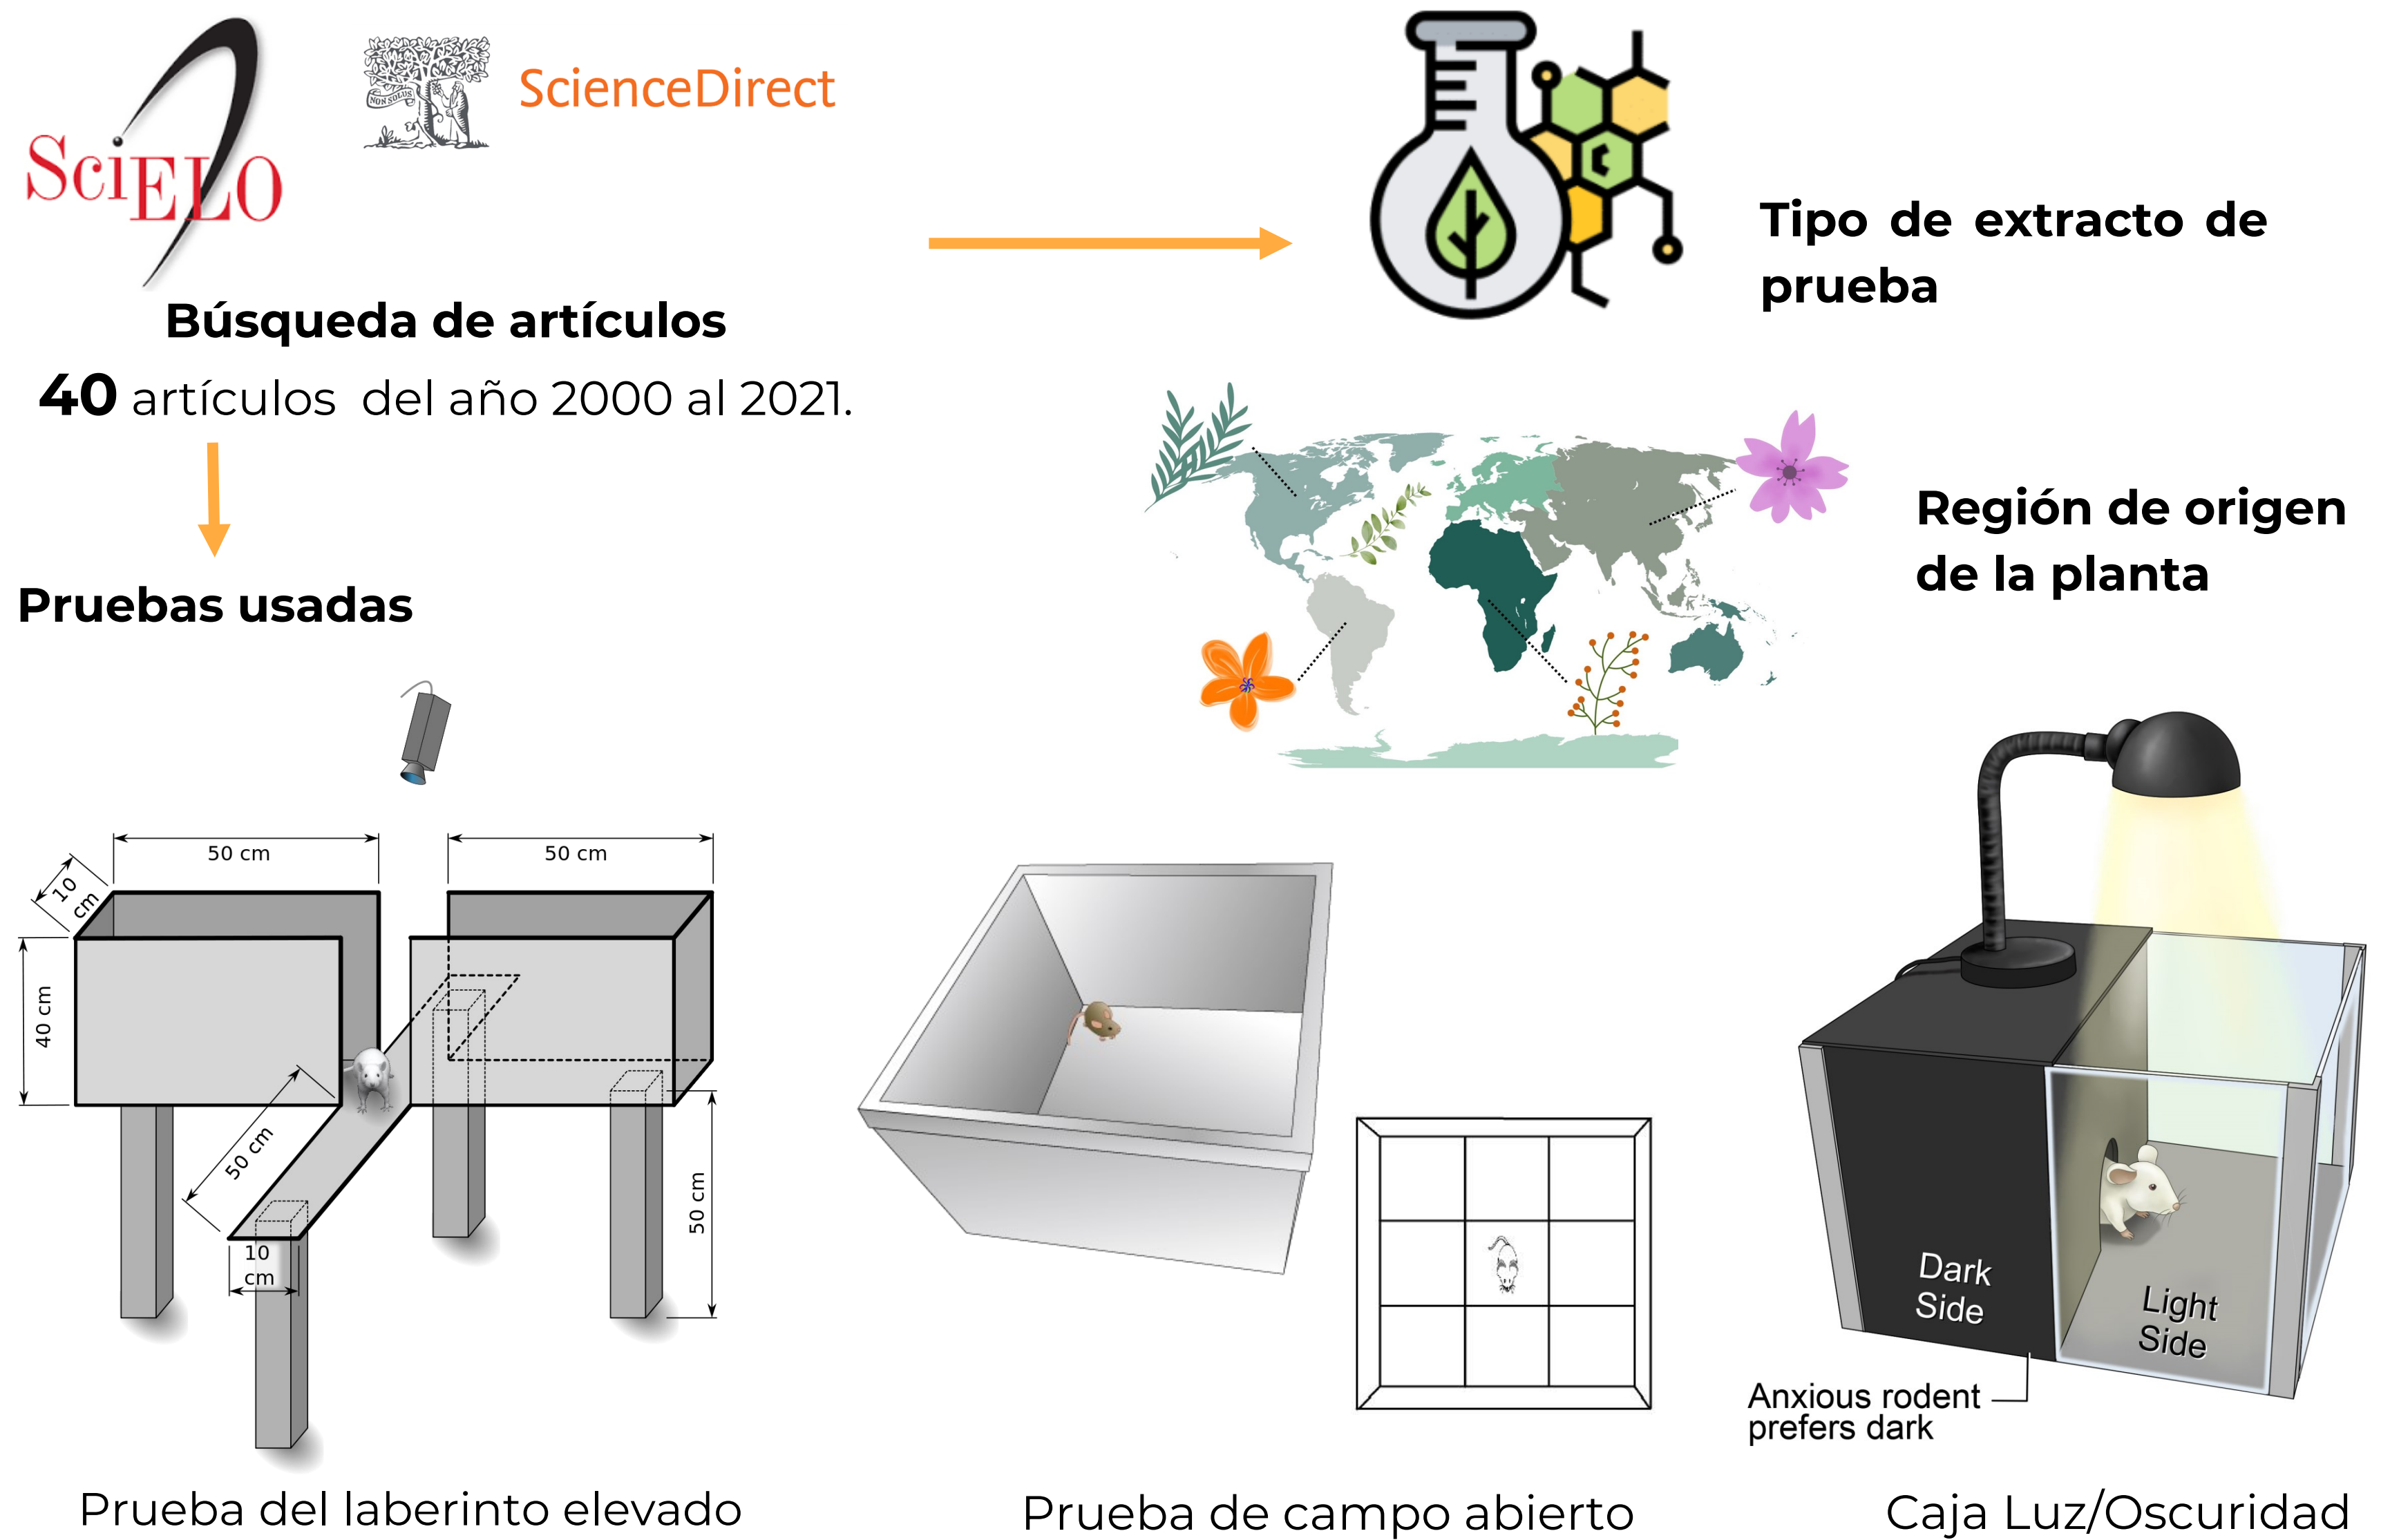 SciELO
NON SOLUS
ScienceDirect
Búsqueda de artículos
40 artículos del año 2000 al 2021.
Tipo de extracto de
prueba
Región de origen
de la planta
Pruebas usadas
50 cm
50 cm
10
cm
40 cm
50 cm
10
cm
50 cm
Prueba del laberinto elevado
Prueba de campo abierto
Dark
Side
Light
Side
Anxious rodent
prefers dark
Caja Luz/Oscuridad